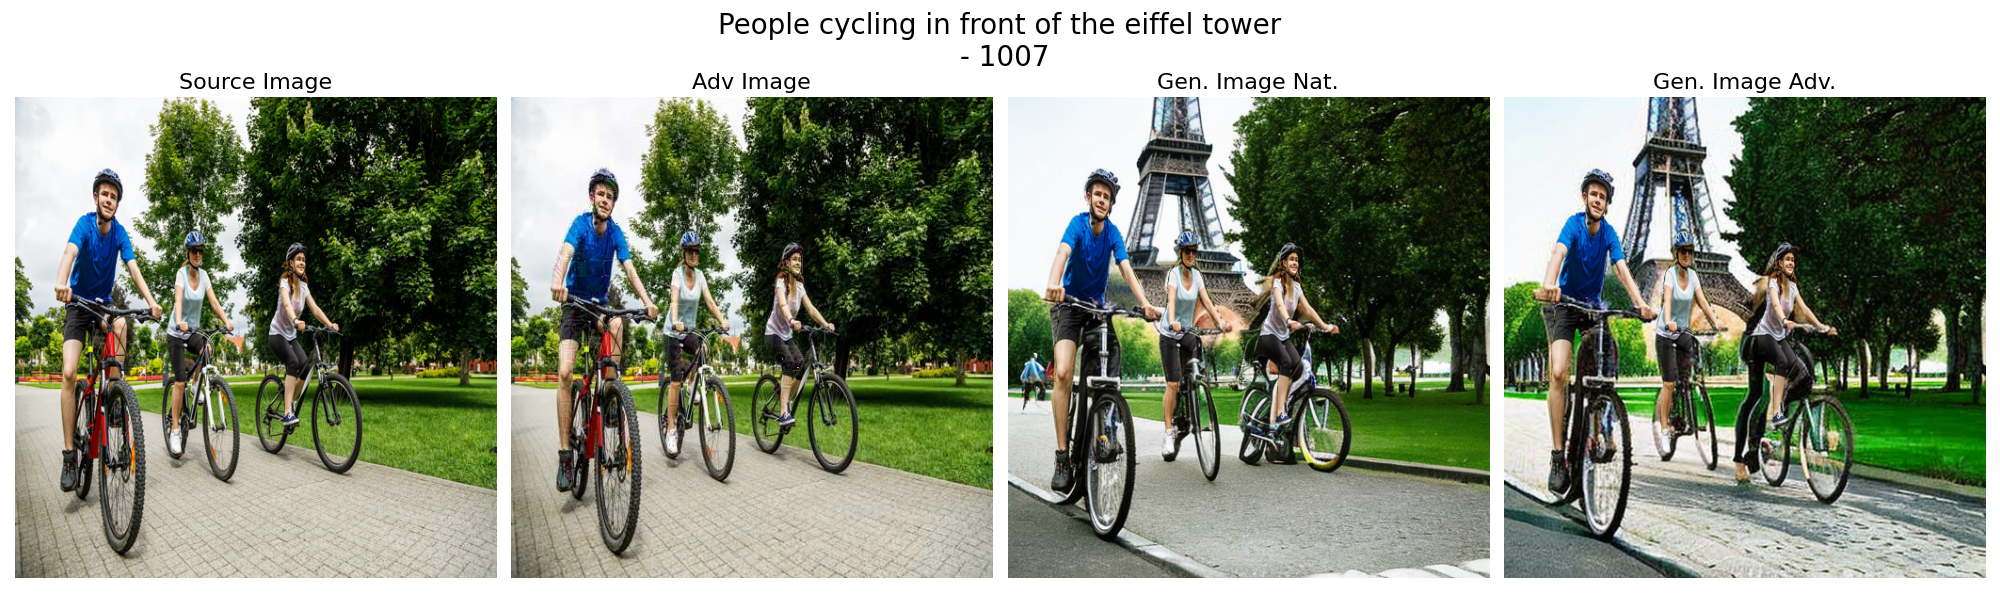 People cycling in front of the eiffel tower
- 1007
Source Image
Adv Image
Gen. Image Nat.
Gen. Image Adv.